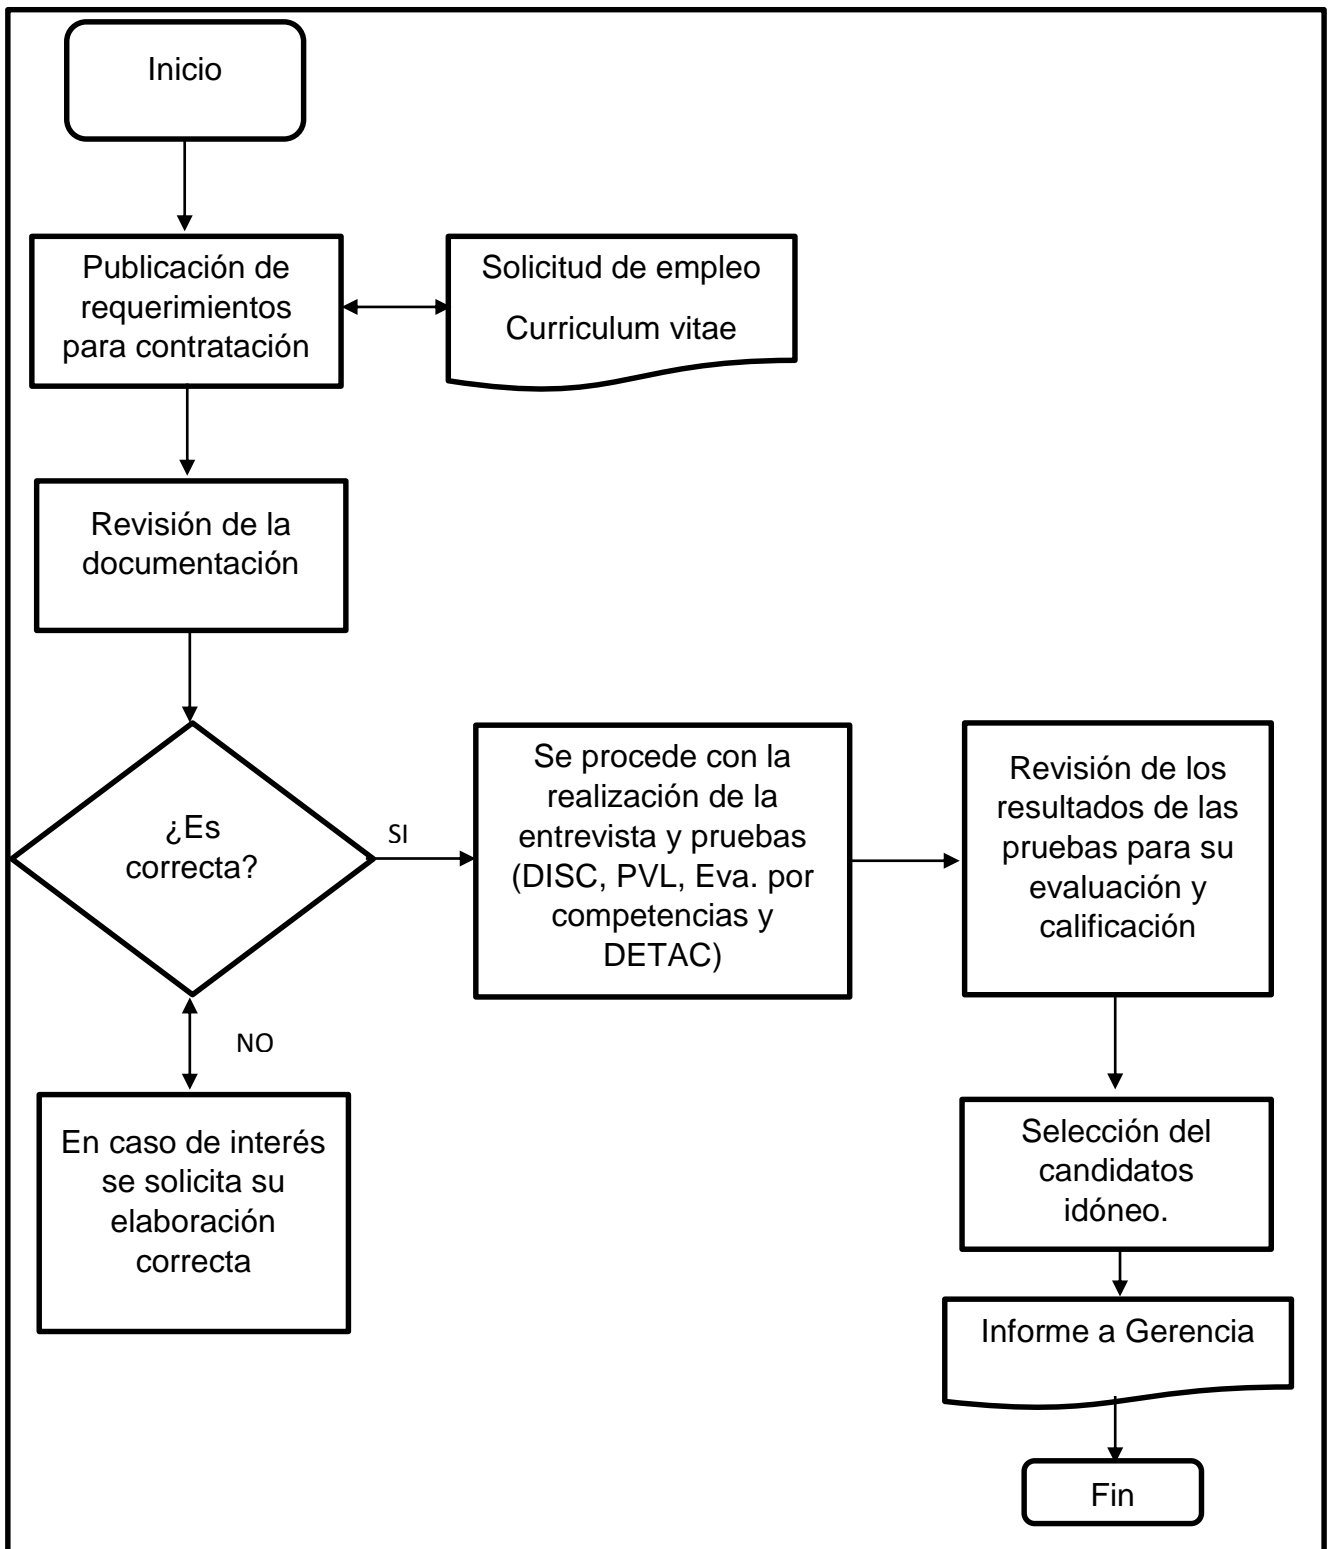 Inicio
Publicación de
requerimientos
para contratación
Solicitud de empleo
Curriculum vitae
Revisión de la
documentación
¿Es
correcta?
SI
Se procede con la
realización de la
entrevista y pruebas
(DISC, PVL, Eva. por
competencias y
DETAC)
Revisión de los
resultados de las
pruebas para su
evaluación y
calificación
NO
En caso de interés
se solicita su
elaboración
correcta
Selección del
candidatos
idóneo.
Informe a Gerencia
Fin